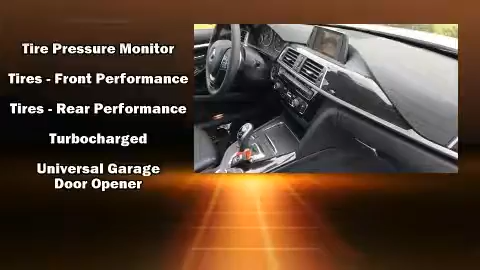 Tire Pressure Monitor
Tires - Front Performance
Tires - Rear Performance
Turbocharged
Universal Garage
Door Opener